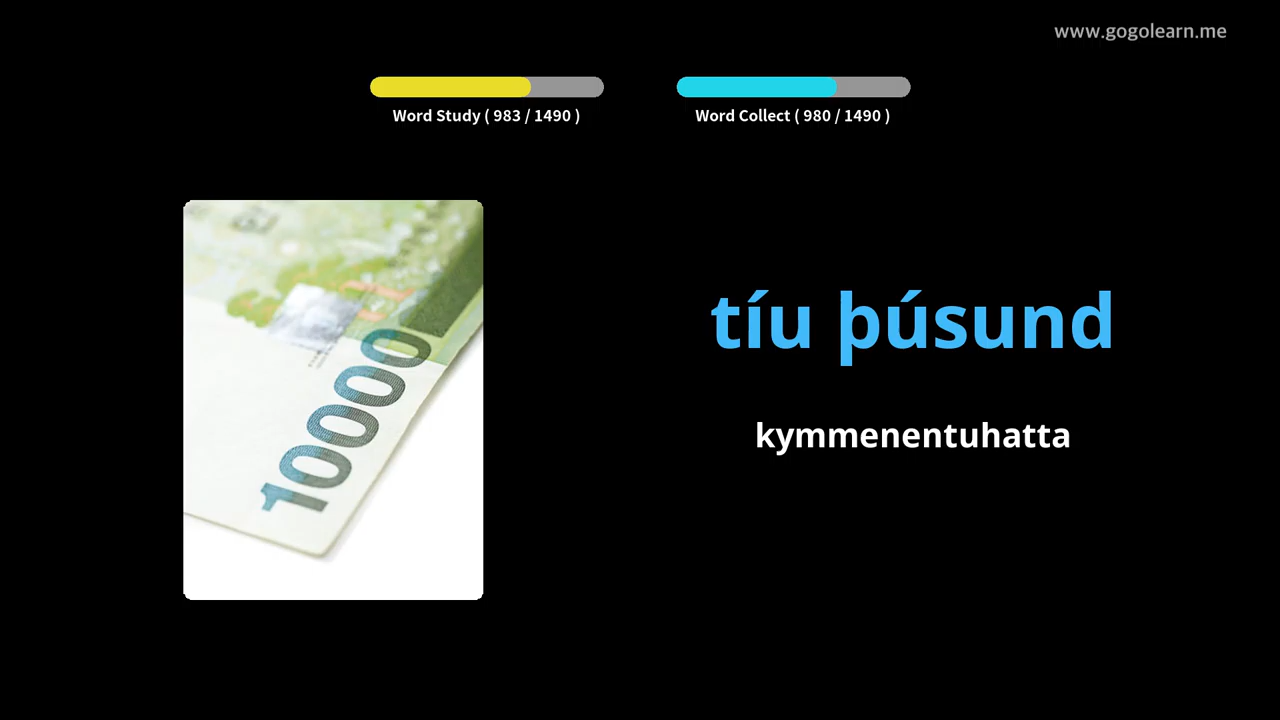 www.gogolearn.me
Word Study ( 983 / 1490 )
Word Collect ( 980 / 1490 )
10000
tíu þúsund
kymmenentuhatta